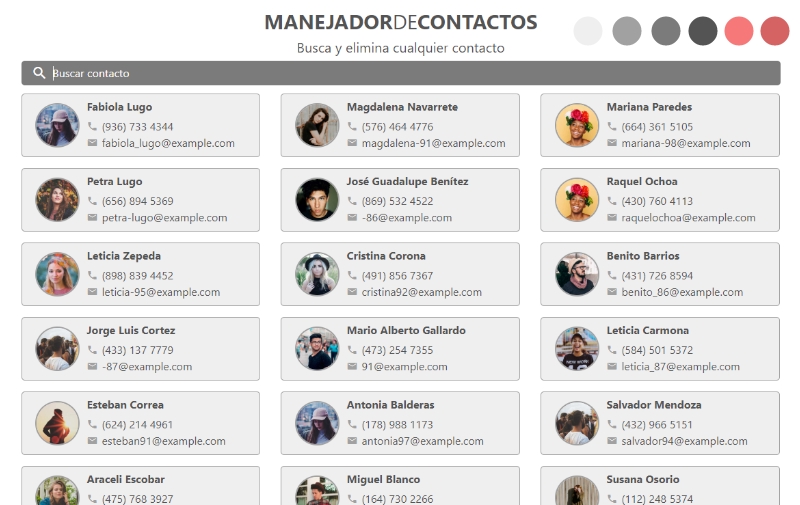 MANEJADORDECONTACTOS
Busca y elimina cualquier contacto
Buscar contacto
Fabiola Lugo
(936) 733 4344
fabiola_lugo@example.com
Magdalena Navarrete
(576) 464 4776
magdalena-91@example.com
Mariana Paredes
(664) 361 5105
mariana-98@example.com
Petra Lugo
(656) 894 5369
petra-lugo@example.com
José Guadalupe Benítez
(869) 532 4522
-86@example.com
Raquel Ochoa
(430) 760 4113
raquelochoa@example.com
Leticia Zepeda
(898) 839 4452
leticia-95@example.com
Cristina Corona
(491) 856 7367
cristina92@example.com
Benito Barrios
(431) 726 8594
benito_86@example.com
Jorge Luis Cortez
(433) 137 7779
-87@example.com
Mario Alberto Gallardo
(473) 254 7355
91@example.com
Leticia Carmona
(584) 501 5372
leticia_87@example.com
Esteban Correa
(624) 214 4961
esteban91@example.com
Antonia Balderas
(178) 988 1173
antonia97@example.com
Salvador Mendoza
(432) 966 5151
salvador94@example.com
Araceli Escobar
(475) 768 3927
Miguel Blanco
(164) 730 2266
Susana Osorio
(112) 248 5374